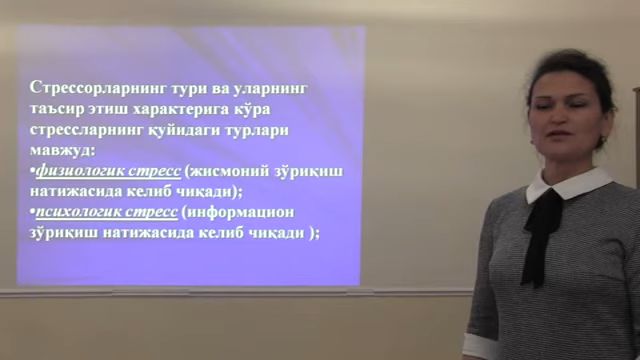 Стрессорларнинг тури ва уларнинг
таъсир этиш характерига кўра
стрессларнинг қуйидаги турлари
мавжуд:
•физиологик стресс (жисмоний зўриқиш
натижасида келиб чиқади);
•психологик стресс (информацион
зўриқиш натижасида келиб чиқади );